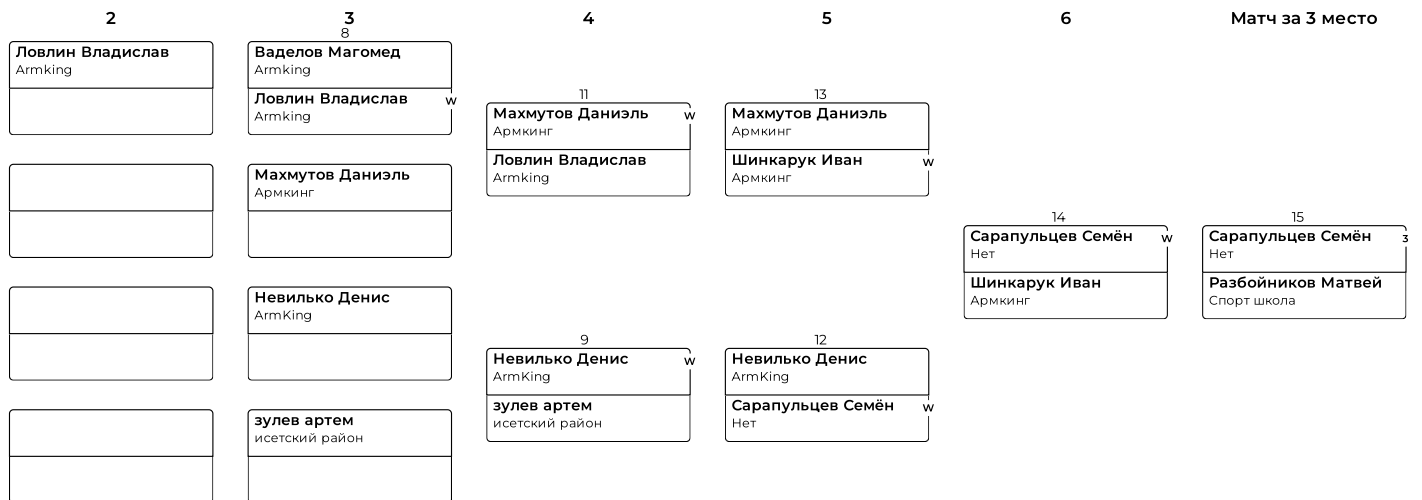 2
3
4
5
6
Матч за 3 место
Ловлин Владислав
Armking
8
Ваделов Магомед
Armking
Ловлин Владислав
W
Armking
Махмутов Даниэль
Армкинг
Невилько Денис
ArmKing
зулев артем
исетский район
11
Махмутов Даниэль
W
Армкинг
Ловлин Владислав
Armking
9
Невилько Денис
W
ArmKing
зулев артем
исетский район
13
Махмутов Даниэль
Армкинг
Шинкарук Иван
W
Армкинг
12
Невилько Денис
ArmKing
Сарапульцев Семён
W
Нет
14
Сарапульцев Семён
W
Нет
Шинкарук Иван
Армкинг
15
Сарапульцев Семён
3
Нет
Разбойников Матвей
Спорт школа